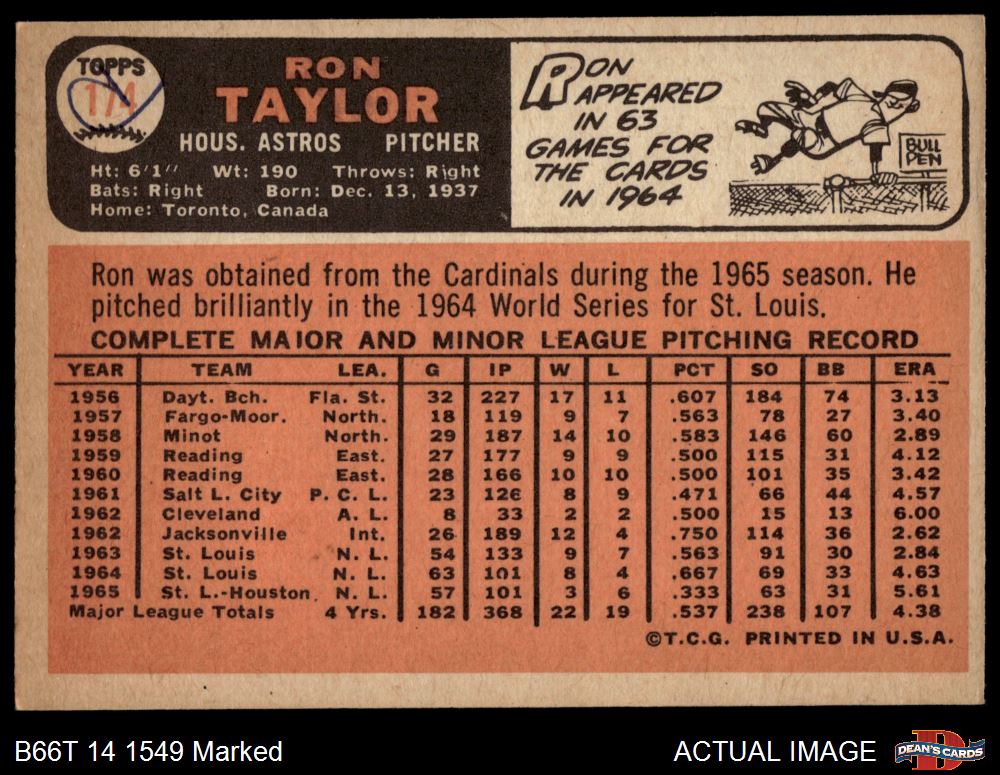 TOPPS
174
RON
TAYLOR
HOUS. ASTROS PITCHER
Ht: 6'1" Wt: 190 Throws: Right
Bats: Right Born: Dec. 13, 1937
Home: Toronto, Canada
RON
APPEARED
IN 63
GAMES FOR
THE CARDS
IN 1964
BULL
PEN
Ron was obtained from the Cardinals during the 1965 season. He
pitched brilliantly in the 1964 World Series for St. Louis.
COMPLETE MAJOR AND MINOR LEAGUE PITCHING RECORD
YEAR TEAM LEA. G IP W L PCT SO BB ERA
1956 Dayt. Bch. Fla. St. 32 227 17 11 .607 184 74 3.13
1957 Fargo-Moor. North. 18 119 9 7 .563 78 27 3.40
1958 Minot North. 29 187 14 10 .583 146 60 2.89
1959 Reading East. 27 177 9 9 .500 115 31 4.12
1960 Reading East. 28 166 10 10 .500 101 35 3.42
1961 Salt L. City P. C. L. 23 126 8 9 .471 66 44 4.57
1962 Cleveland A. L. 8 33 2 2 .500 15 13 6.00
1962 Jacksonville Int. 26 189 12 4 .750 114 36 2.62
1963 St. Louis N. L. 54 133 9 7 .563 91 30 2.84
1964 St. Louis N. L. 63 101 8 4 .667 69 33 4.63
1965 St. L.-Houston N. L. 57 101 3 6 .333 63 31 5.61
Major League Totals 4 Yrs. 182 368 22 19 .537 238 107 4.38
©T.C.G. PRINTED IN U.S.A.
B66T 14 1549 Marked
ACTUAL IMAGE
D
DEAN'S CARDS